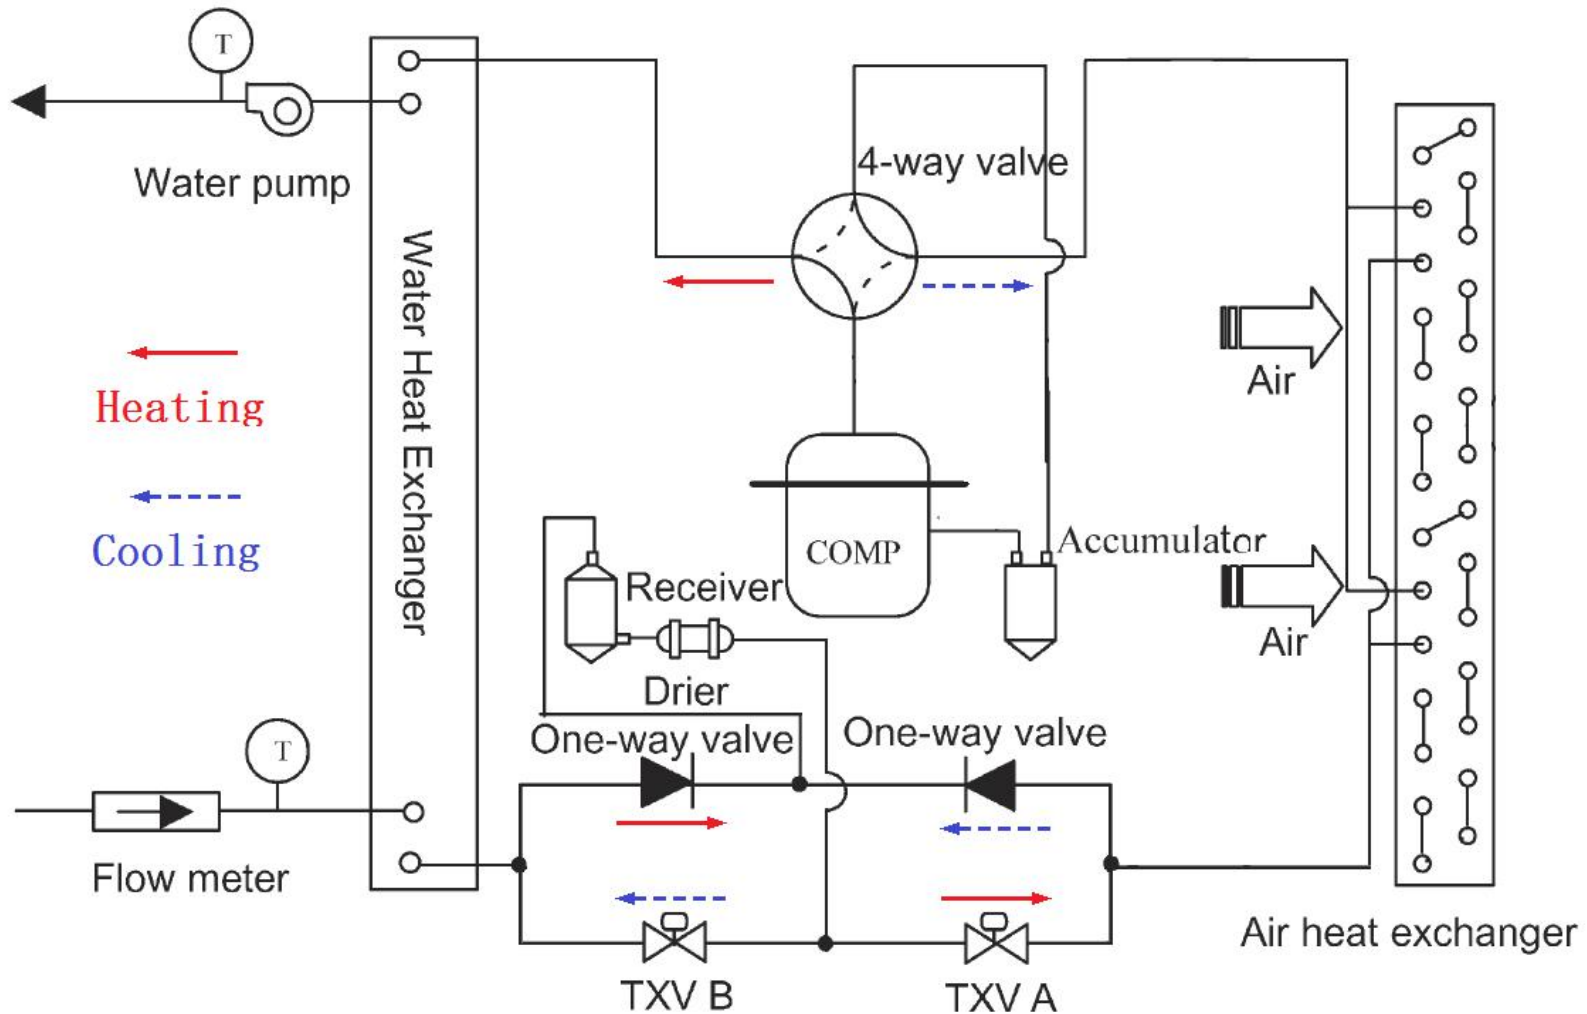 T
4-way valve
Water pump
Water Heat Exchanger
Air
Heating
Cooling
COMP
Accumulator
Receiver
Air
Drier
One-way valve
One-way valve
T
Flow meter
Air heat exchanger
TXV B
TXV A